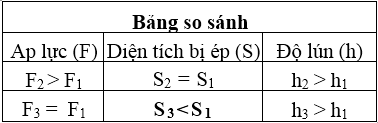 Bảng so sánh
Ap lực (F) Diện tích bị ép (S) Độ lún (h)
F₂ > F₁ S₂ = S₁ h₂ > h₁
F₃ = F₁ S₃ < S₁ h₃ > h₁